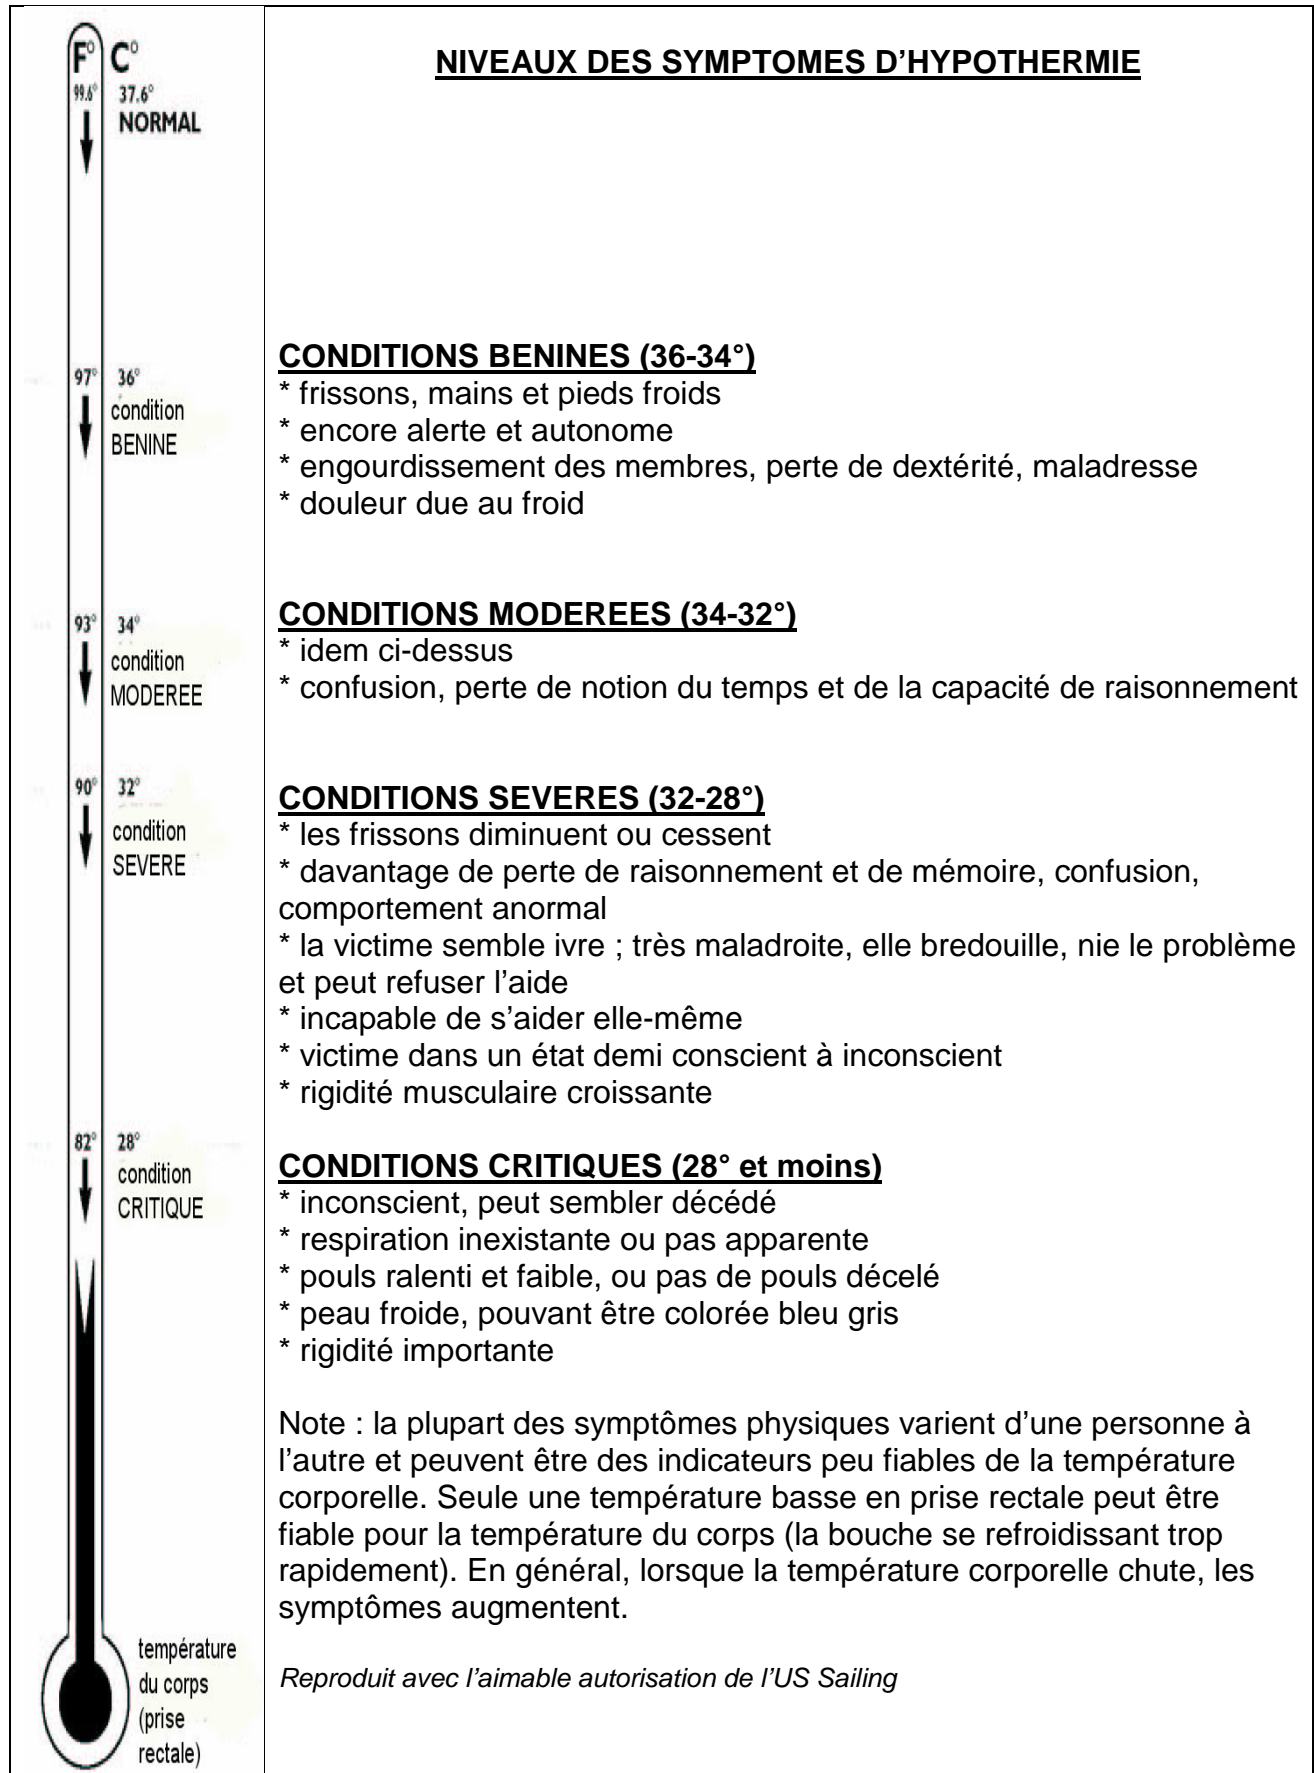 F° C°
99.6° 37.6°
NORMAL
97° 36°
condition
BENINE
93° 34°
condition
MODEREE
90° 32°
condition
SEVERE
82° 28°
condition
CRITIQUE
température
du corps
(prise
rectale)
NIVEAUX DES SYMPTOMES D’HYPOTHERMIE
CONDITIONS BENINES (36-34°)
* frissons, mains et pieds froids
* encore alerte et autonome
* engourdissement des membres, perte de dextérité, maladresse
* douleur due au froid
CONDITIONS MODEREES (34-32°)
* idem ci-dessus
* confusion, perte de notion du temps et de la capacité de raisonnement
CONDITIONS SEVERES (32-28°)
* les frissons diminuent ou cessent
* davantage de perte de raisonnement et de mémoire, confusion,
comportement anormal
* la victime semble ivre ; très maladroite, elle bredouille, nie le problème
et peut refuser l’aide
* incapable de s’aider elle-même
* victime dans un état demi conscient à inconscient
* rigidité musculaire croissante
CONDITIONS CRITIQUES (28° et moins)
* inconscient, peut sembler décédé
* respiration inexistante ou pas apparente
* pouls ralenti et faible, ou pas de pouls décelé
* peau froide, pouvant être colorée bleu gris
* rigidité importante
Note : la plupart des symptômes physiques varient d’une personne à
l’autre et peuvent être des indicateurs peu fiables de la température
corporelle. Seule une température basse en prise rectale peut être
fiable pour la température du corps (la bouche se refroidissant trop
rapidement). En général, lorsque la température corporelle chute, les
symptômes augmentent.
Reproduit avec l’aimable autorisation de l’US Sailing